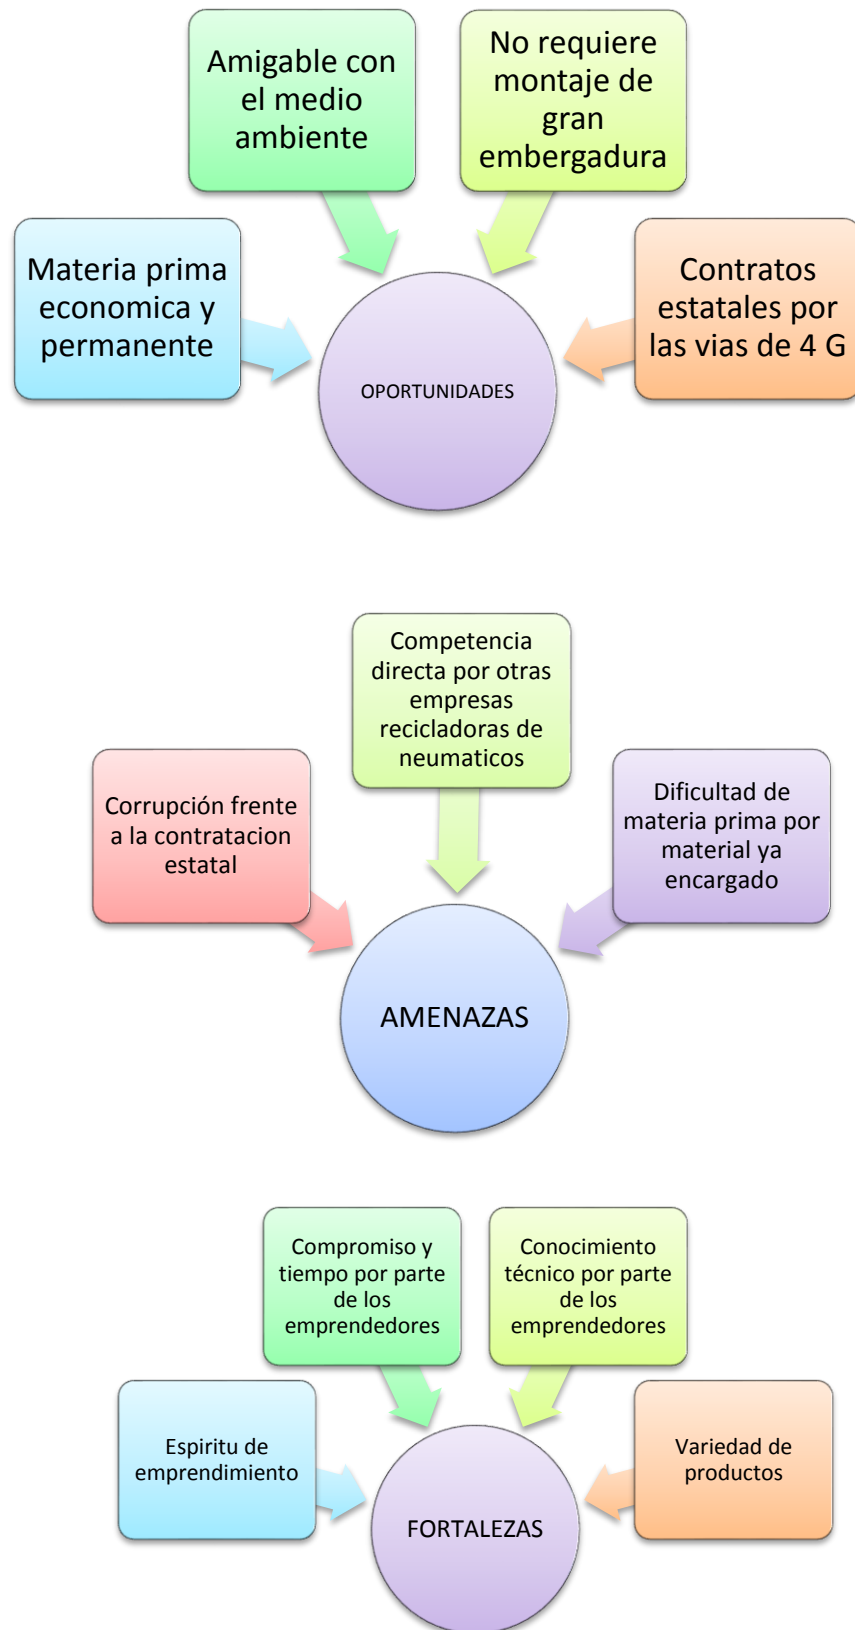 Amigable con
el medio
ambiente
No requiere
montaje de
gran
embergadura
Materia prima
economica y
permanente
Contratos
estatales por
las vias de 4 G
OPORTUNIDADES
Competencia
directa por otras
empresas
recicladoras de
neumaticos
Corrupción frente
a la contratacion
estatal
Dificultad de
materia prima por
material ya
encargado
AMENAZAS
Compromiso y
tiempo por parte
de los
emprendedores
Conocimiento
técnico por parte
de los
emprendedores
Espiritu de
emprendimiento
Variedad de
productos
FORTALEZAS